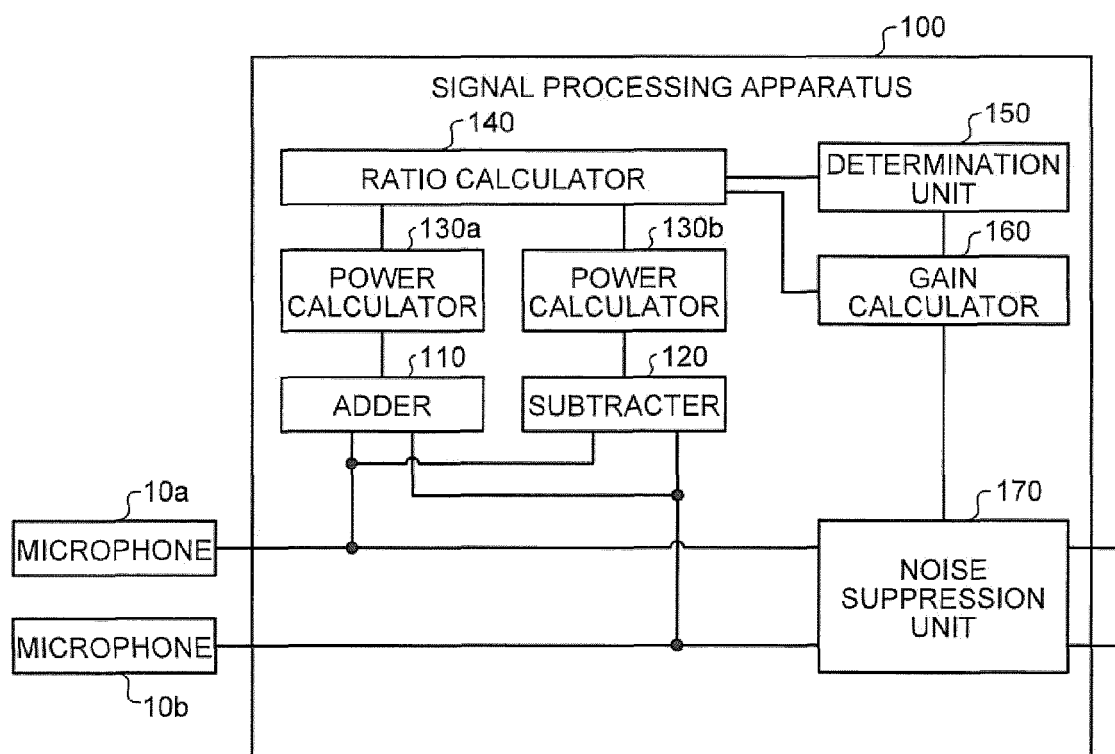 100
SIGNAL PROCESSING APPARATUS
140
150
RATIO CALCULATOR
DETERMINATION
UNIT
130a
130b
160
POWER
CALCULATOR
POWER
CALCULATOR
GAIN
CALCULATOR
110
120
ADDER
SUBTRACTER
10a
170
MICROPHONE
NOISE
SUPPRESSION
UNIT
MICROPHONE
10b